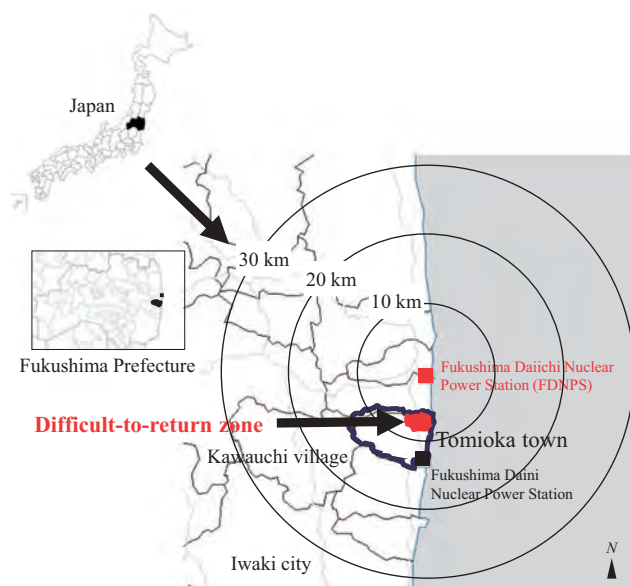 Japan
30 km
20 km
10 km
Fukushima Prefecture
Fukushima Daiichi Nuclear
Power Station (FDNPS)
Difficult-to-return zone
Tomioka town
Kawauchi village
Fukushima Daini
Nuclear Power Station
Iwaki city
N